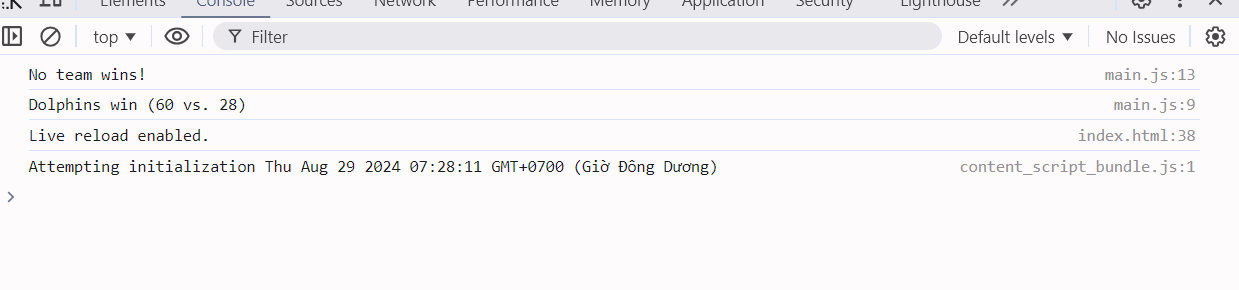 Elements Console Sources Network Performance Memory Application Security Lighthouse
top Filter Default levels No Issues
No team wins! main.js:13
Dolphins win (60 vs. 28) main.js:9
Live reload enabled. index.html:38
Attempting initialization Thu Aug 29 2024 07:28:11 GMT+0700 (Giờ Đông Dương) content_script_bundle.js:1